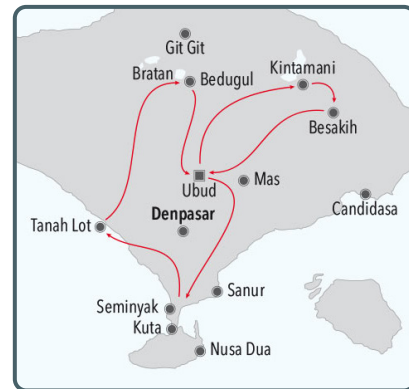 Git Git
Bratan
Bedugul
Kintamani
Besakih
Ubud
Mas
Candidasa
Tanah Lot
Denpasar
Sanur
Seminyak
Kuta
Nusa Dua